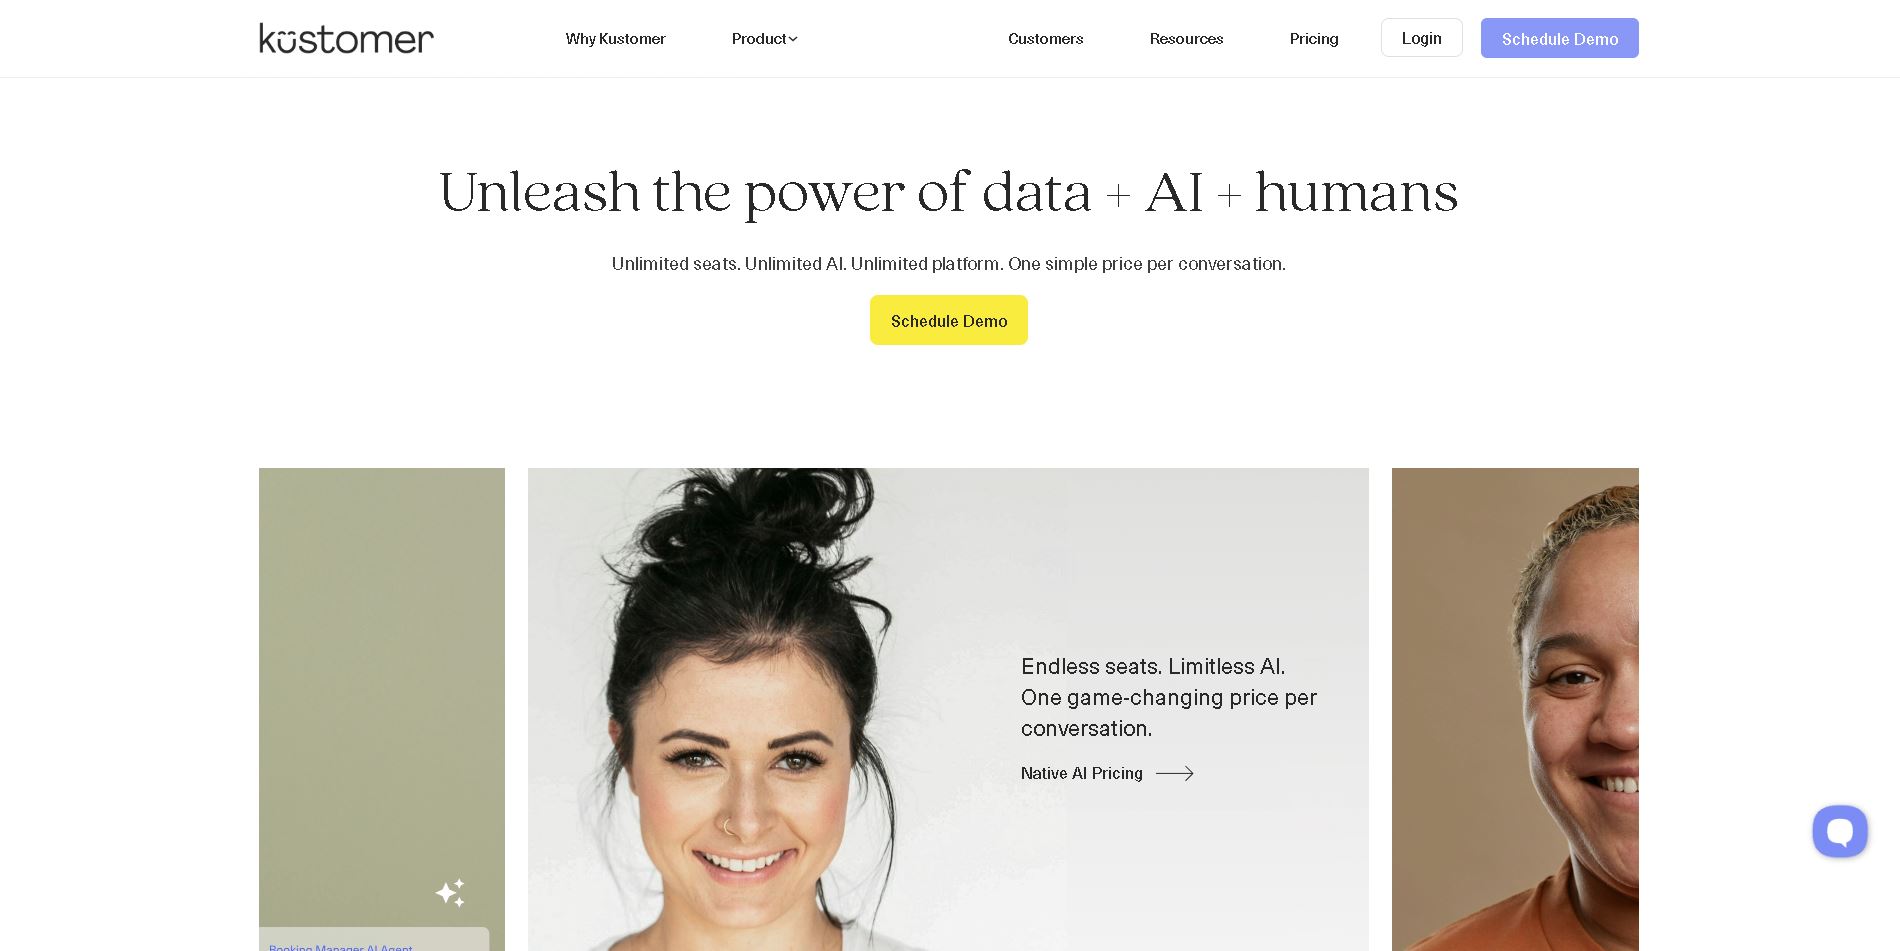 kustomer
Why Kustomer
Product
Customers
Resources
Pricing
Login
Schedule Demo
Unleash the power of data + AI + humans
Unlimited seats. Unlimited AI. Unlimited platform. One simple price per conversation.
Schedule Demo
Endless seats. Limitless AI.
One game-changing price per
conversation.
Native AI Pricing
Booking Manager AI Agent